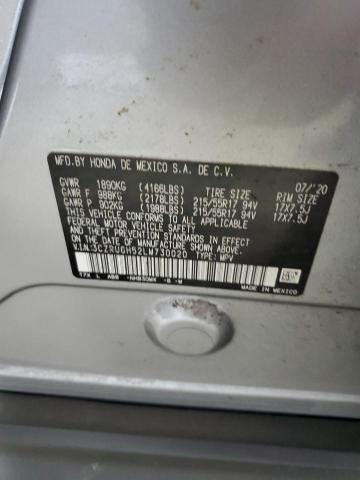 MFD.BY HONDA DE MEXICO S.A. DE C.V.
07/'20
GVWR 1890KG (4166LBS) TIRE SIZE RIM SIZE
GAWR F 988KG (2178LBS) 215/55R17 94V 17X7.5J
GAWR R 902KG (1989LBS) 215/55R17 94V 17X7.5J
THIS VEHICLE CONFORMS TO ALL APPLICABLE
FEDERAL MOTOR VEHICLE SAFETY AND THEFT
PREVENTION STANDARDS IN EFFECT ON THE DATE OF
MANUFACTURE SHOWN ABOVE.
V.I.N. TYPE: MPV
MADE IN MEXICO